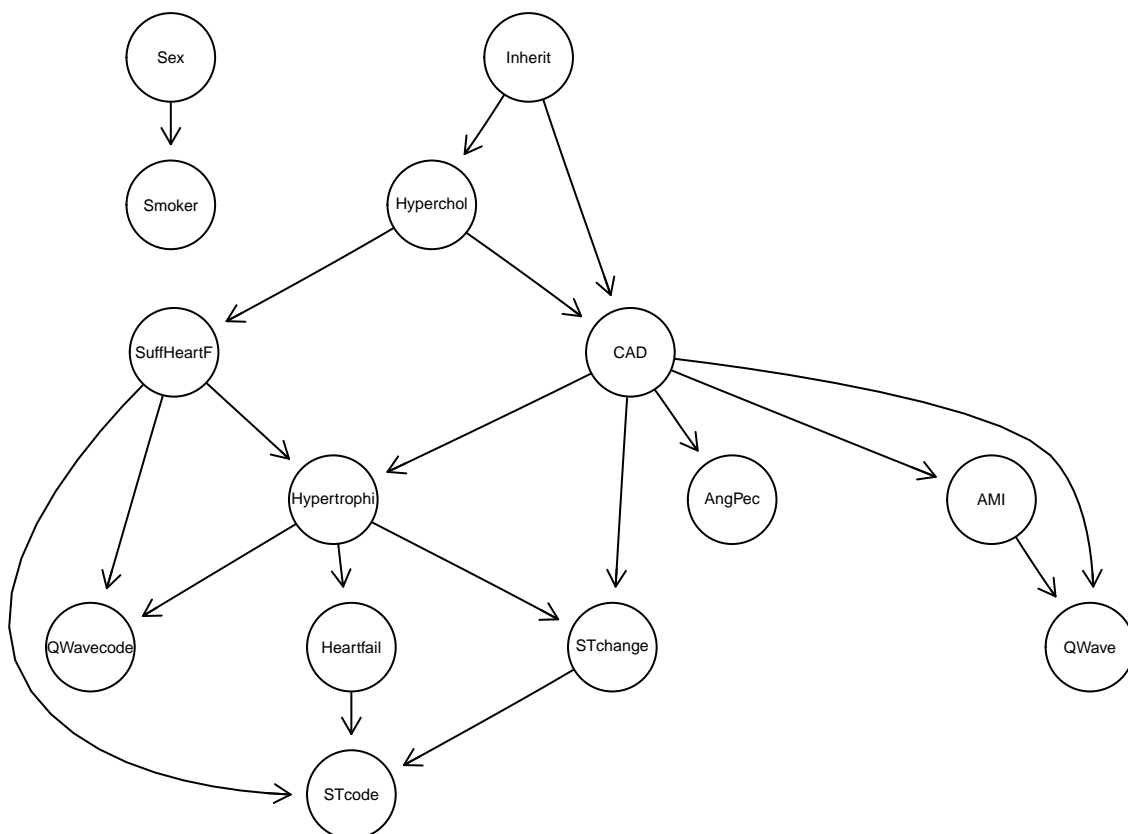 Sex
Inherit
Smoker
Hyperchol
SuffHeartF
CAD
Hypertrophi
AngPec
AMI
QWavecode
Heartfail
STchange
QWave
STcode